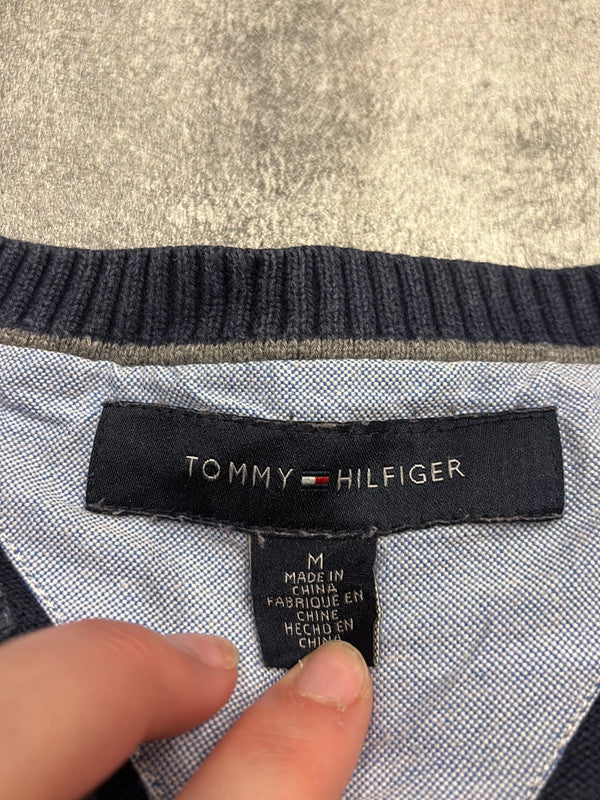 TOMMY HILFIGER
M
MADE IN
CHINA
FABRIQUE EN
CHINE
HECHO EN
CHINA